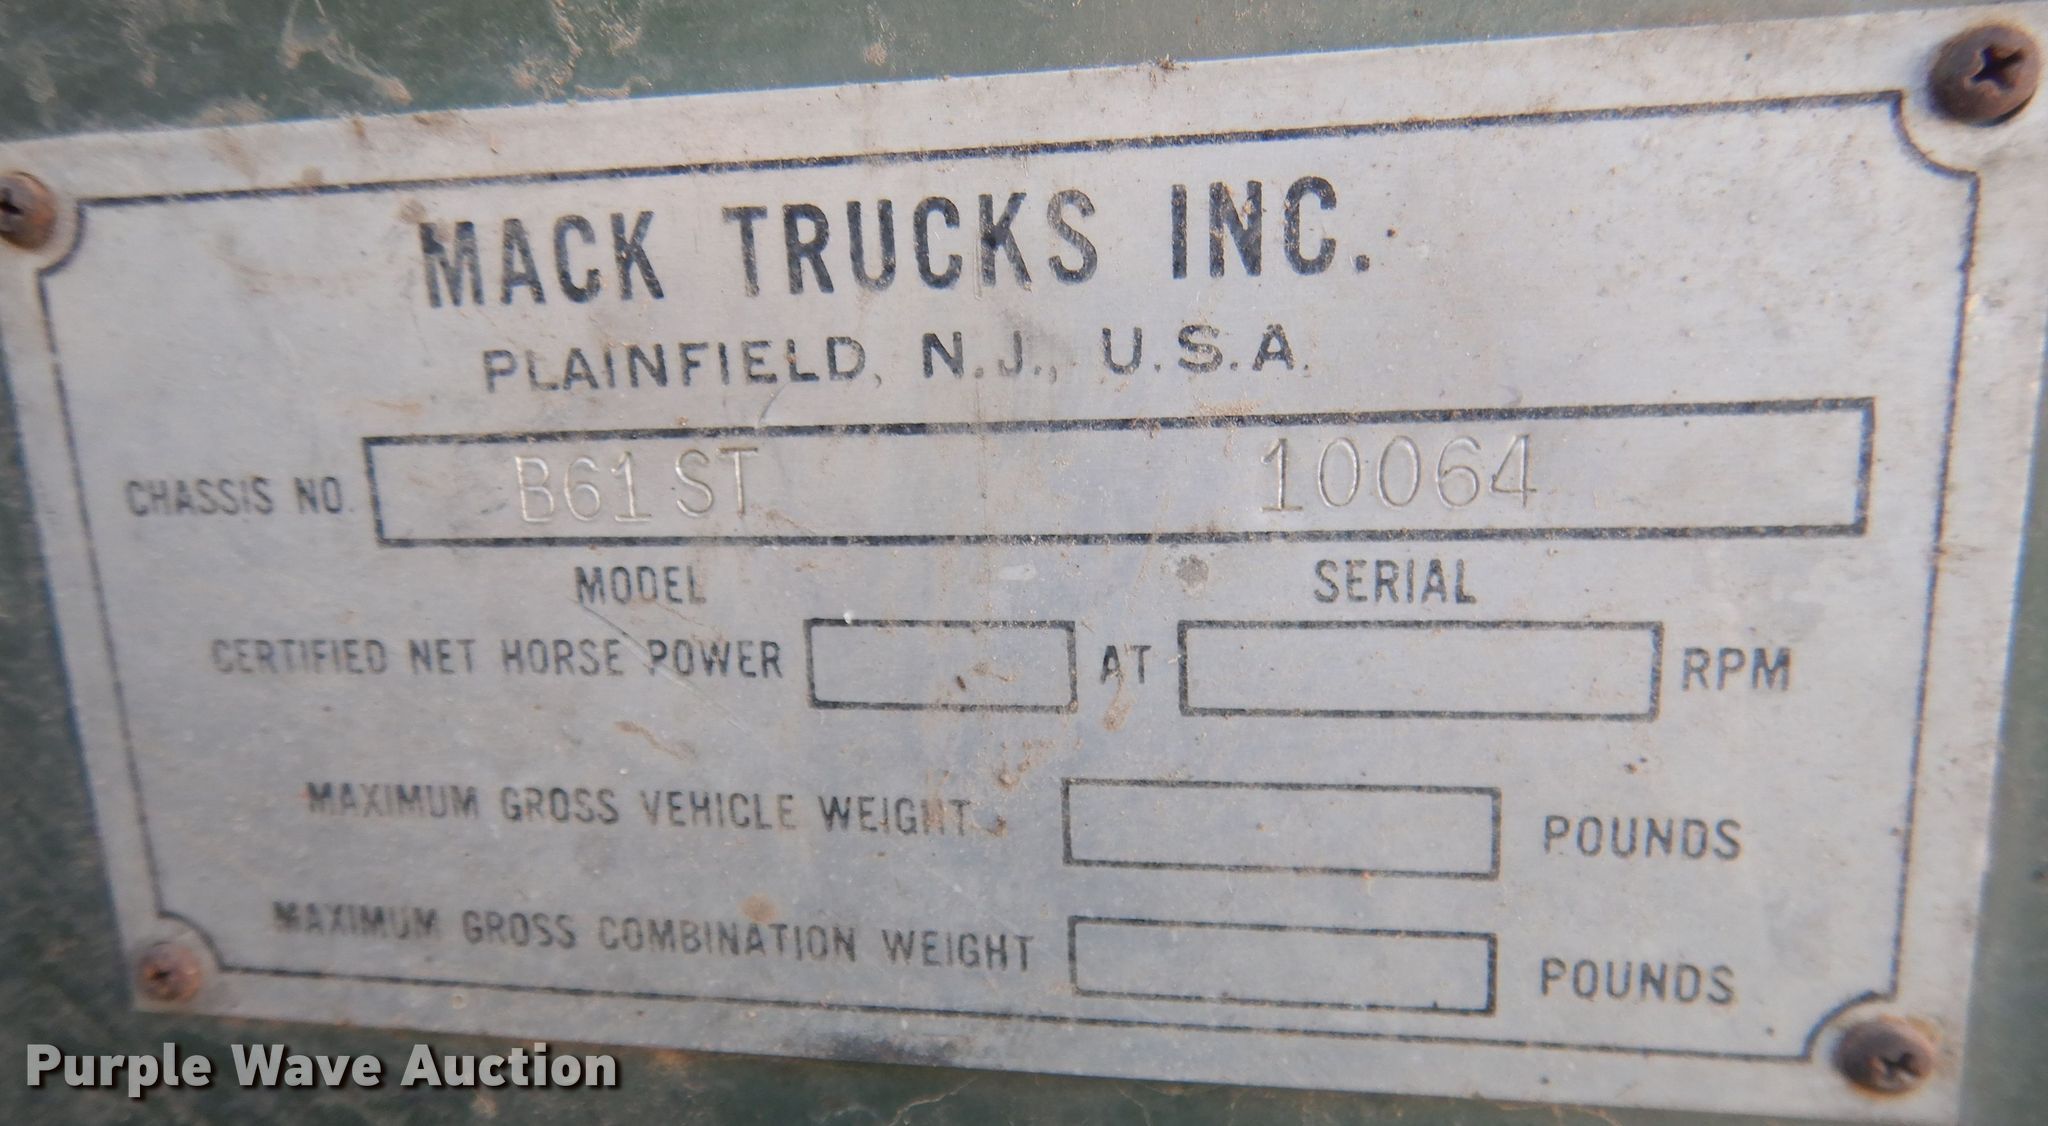 MACK TRUCKS INC.
PLAINFIELD, N.J., U.S.A.
CHASSIS NO. B61ST 10064
MODEL SERIAL
CERTIFIED NET HORSE POWER AT RPM
MAXIMUM GROSS VEHICLE WEIGHT POUNDS
MAXIMUM GROSS COMBINATION WEIGHT POUNDS
Purple Wave Auction